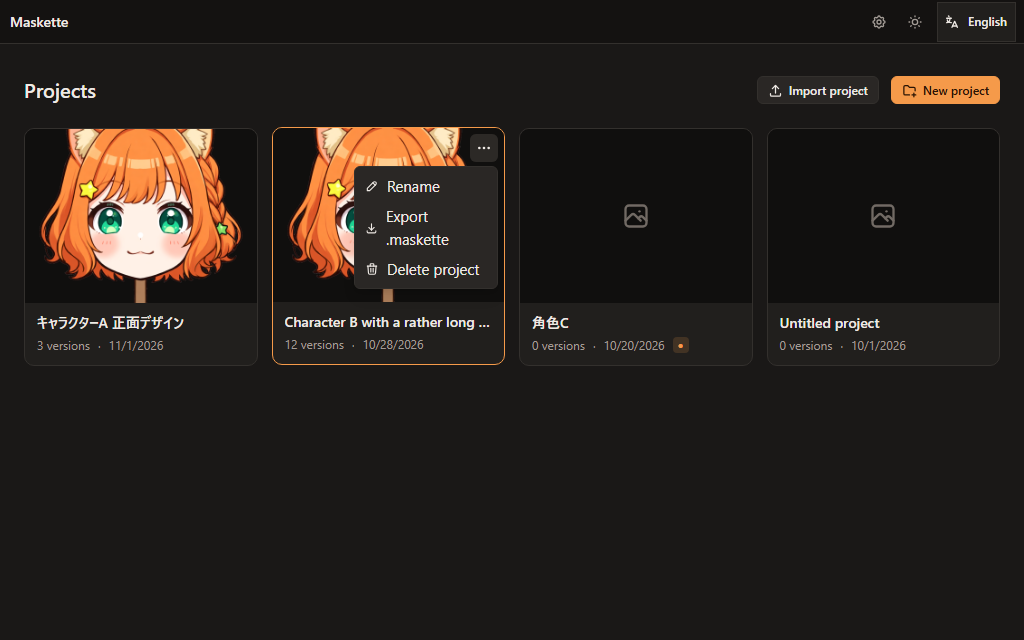 Maskette
English
Projects
Import project
New project
Rename
Export
.maskette
Delete project
キャラクターA 正面デザイン
3 versions · 11/1/2026
Character B with a rather long ...
12 versions · 10/28/2026
角色C
0 versions · 10/20/2026
Untitled project
0 versions · 10/1/2026